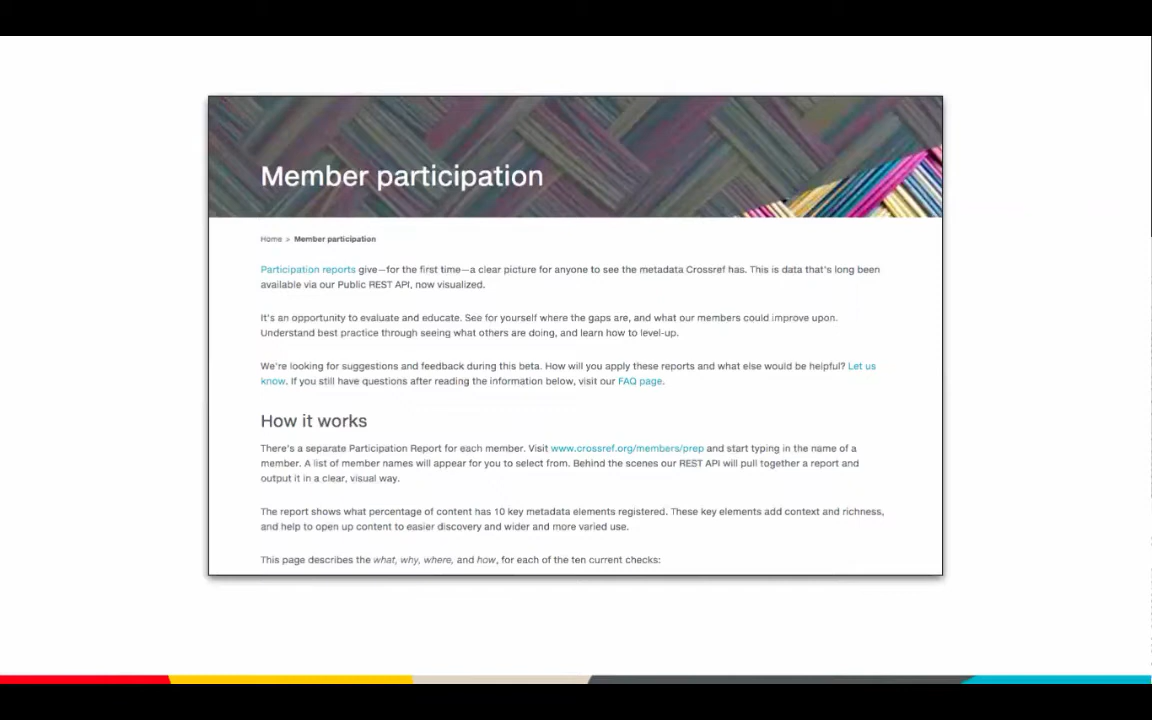 Member participation
Home > Member participation
Participation reports give—for the first time—a clear picture for anyone to see the metadata Crossref has. This is data that's long been
available via our Public REST API, now visualized.
It's an opportunity to evaluate and educate. See for yourself where the gaps are, and what our members could improve upon.
Understand best practice through seeing what others are doing, and learn how to level-up.
We're looking for suggestions and feedback during this beta. How will you apply these reports and what else would be helpful? Let us
know. If you still have questions after reading the information below, visit our FAQ page.
How it works
There's a separate Participation Report for each member. Visit www.crossref.org/members/prep and start typing in the name of a
member. A list of member names will appear for you to select from. Behind the scenes our REST API will pull together a report and
output it in a clear, visual way.
The report shows what percentage of content has 10 key metadata elements registered. These key elements add context and richness,
and help to open up content to easier discovery and wider and more varied use.
This page describes the what, why, where, and how, for each of the ten current checks: